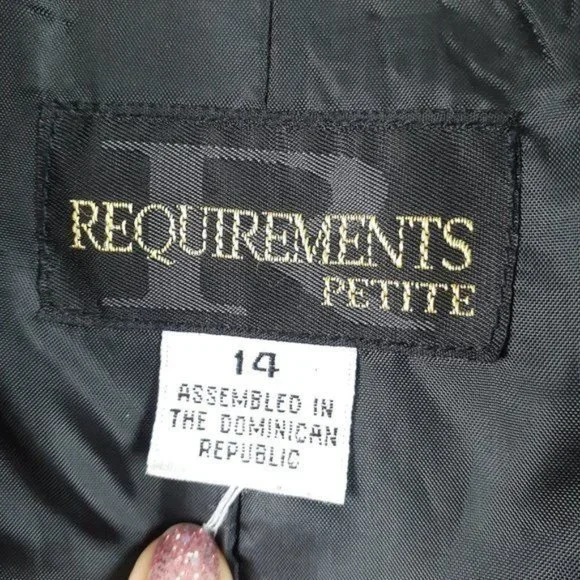 R
REQUIREMENTS
PETITE
14
ASSEMBLED IN
THE DOMINICAN
REPUBLIC